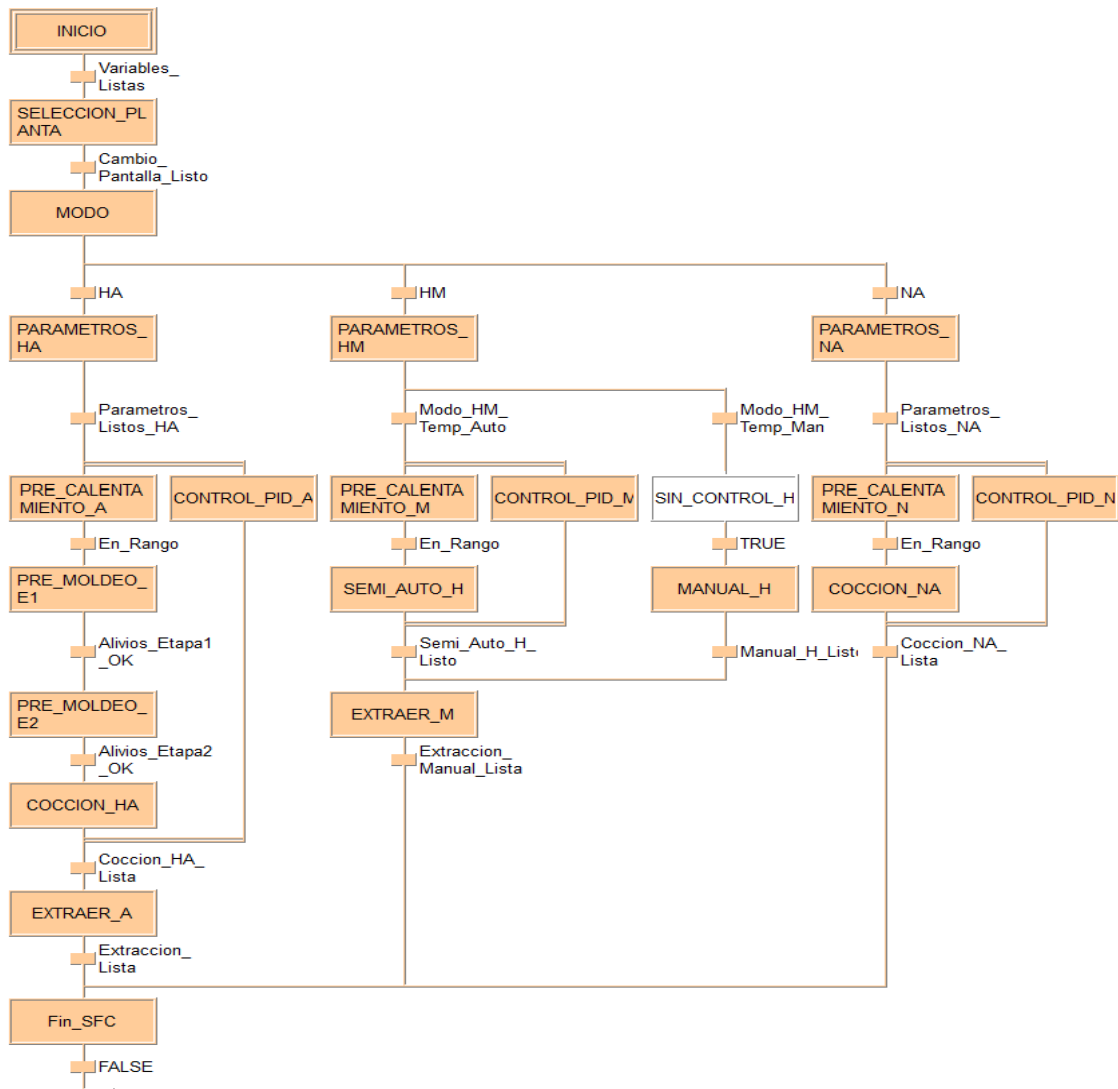 INICIO
Variables_
Listas
SELECCION_PL
ANTA
Cambio_
Pantalla_Listo
MODO
HA
HM
NA
PARAMETROS_
HA
PARAMETROS_
HM
PARAMETROS_
NA
Parametros_
Listos_HA
Modo_HM_
Temp_Auto
Modo_HM_
Temp_Man
Parametros_
Listos_NA
PRE_CALENTA
MIENTO_A
CONTROL_PID_A
PRE_CALENTA
MIENTO_M
CONTROL_PID_M
SIN_CONTROL_H
PRE_CALENTA
MIENTO_N
CONTROL_PID_N
En_Rango
En_Rango
TRUE
En_Rango
PRE_MOLDEO_
E1
SEMI_AUTO_H
MANUAL_H
COCCION_NA
Alivios_Etapa1
_OK
Semi_Auto_H_
Listo
Manual_H_Listo
Coccion_NA_
Lista
PRE_MOLDEO_
E2
EXTRAER_M
Alivios_Etapa2
_OK
Extraccion_
Manual_Lista
COCCION_HA
Coccion_HA_
Lista
EXTRAER_A
Extraccion_
Lista
Fin_SFC
FALSE